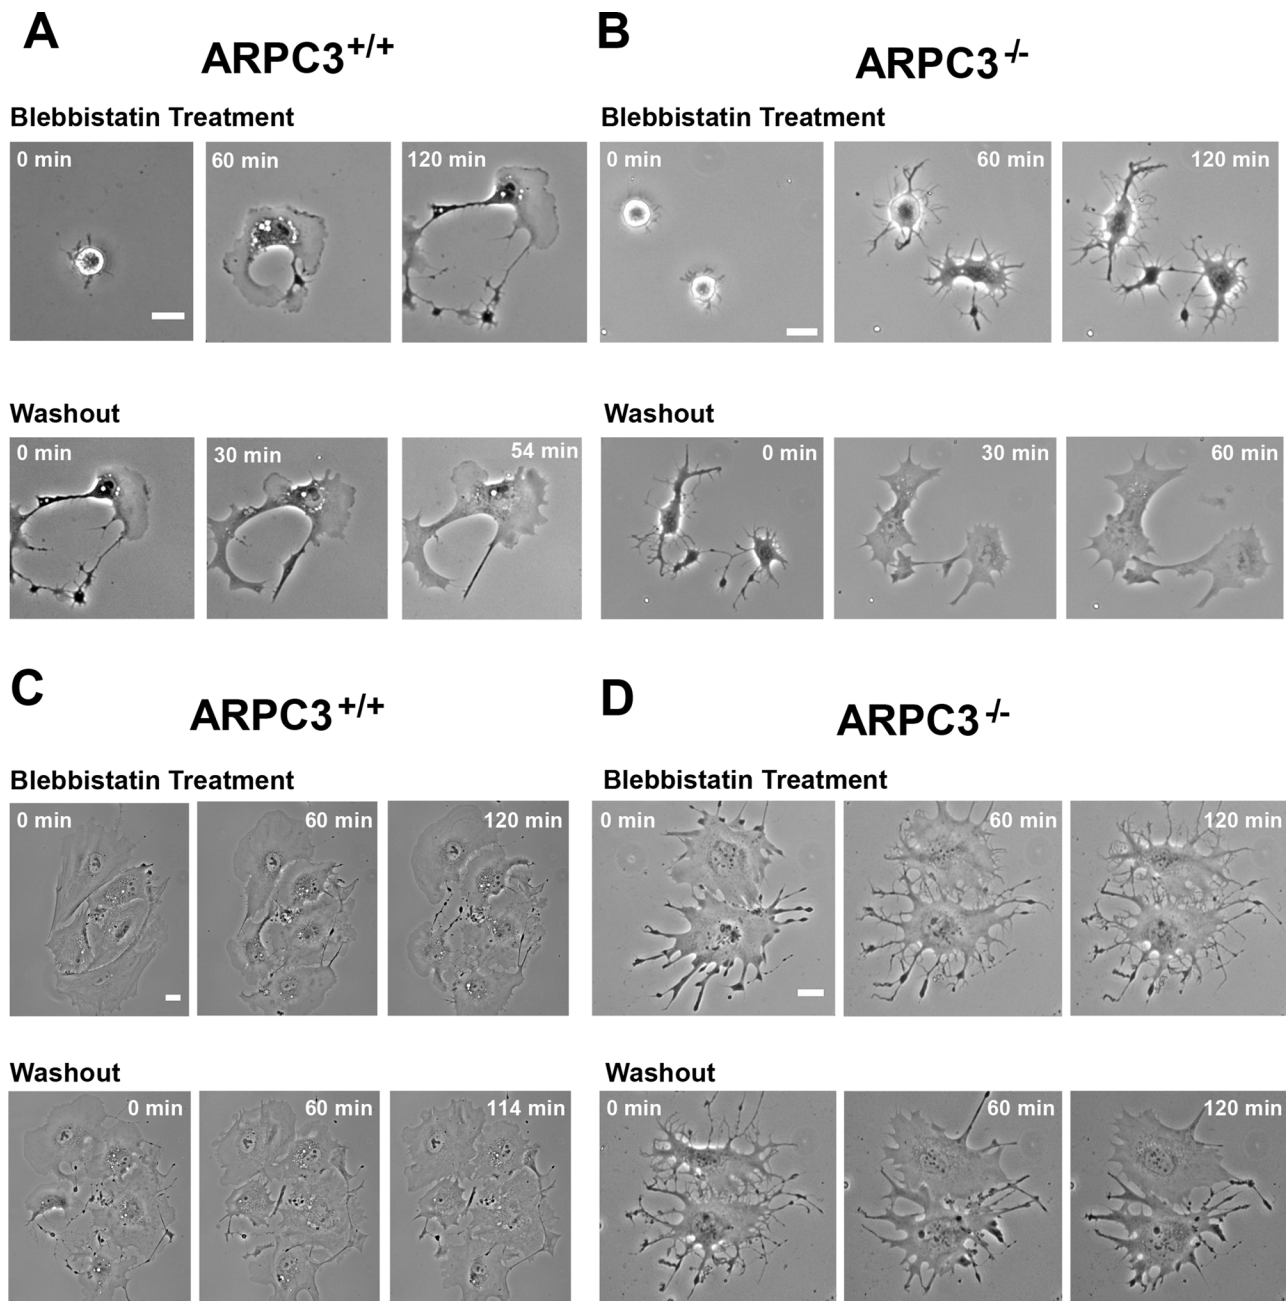 A
ARPC3+/+
Blebbistatin Treatment
0 min
60 min
120 min
Washout
0 min
30 min
54 min
B
ARPC3-/-
Blebbistatin Treatment
0 min
60 min
120 min
Washout
0 min
30 min
60 min
C
ARPC3+/+
Blebbistatin Treatment
0 min
60 min
120 min
Washout
0 min
60 min
114 min
D
ARPC3-/-
Blebbistatin Treatment
0 min
60 min
120 min
Washout
0 min
60 min
120 min